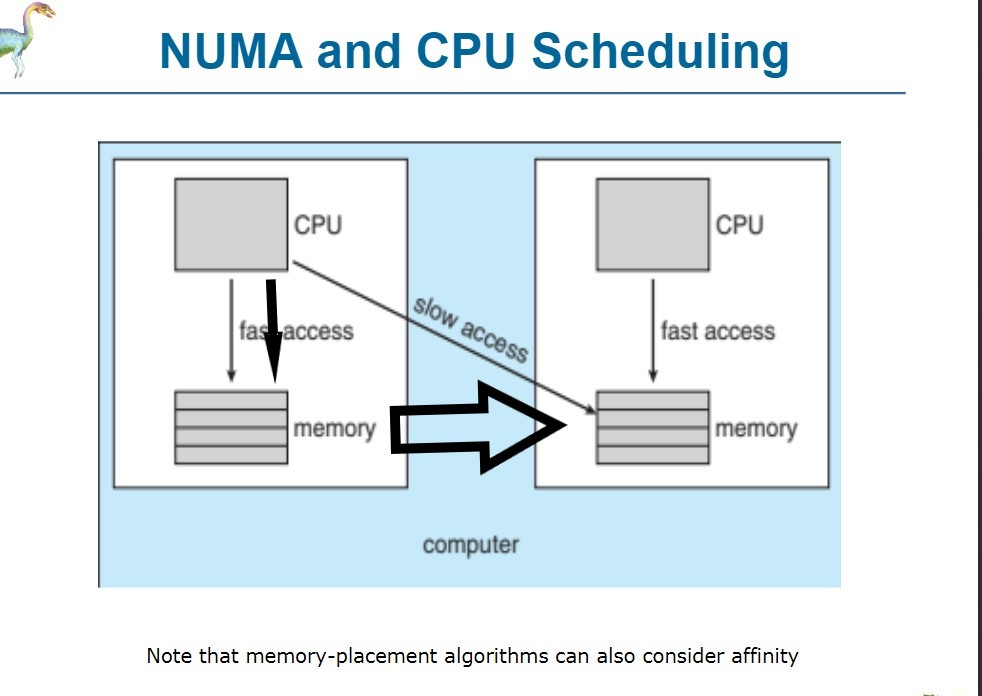 NUMA and CPU Scheduling
CPU
CPU
slow access
fast access
fast access
memory
memory
computer
Note that memory-placement algorithms can also consider affinity